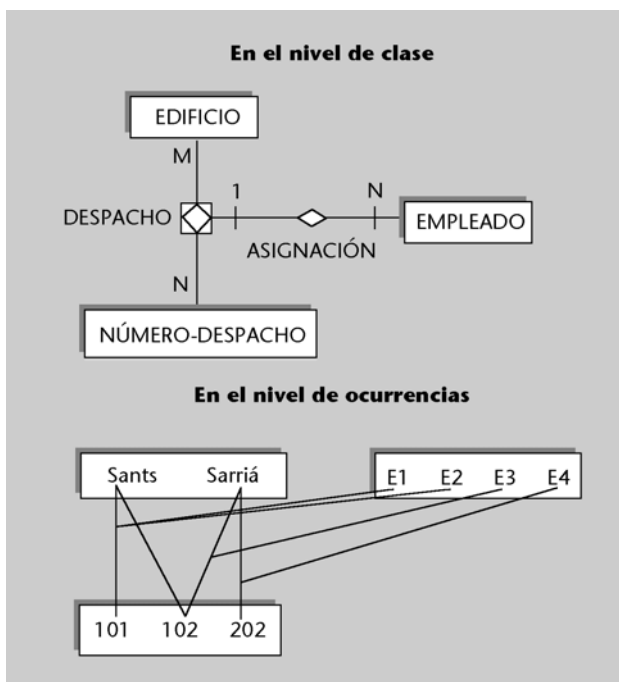 En el nivel de clase
EDIFICIO
M
DESPACHO
1
N
EMPLEADO
ASIGNACIÓN
N
NÚMERO-DESPACHO
En el nivel de ocurrencias
Sants Sarriá
E1 E2 E3 E4
101 102 202